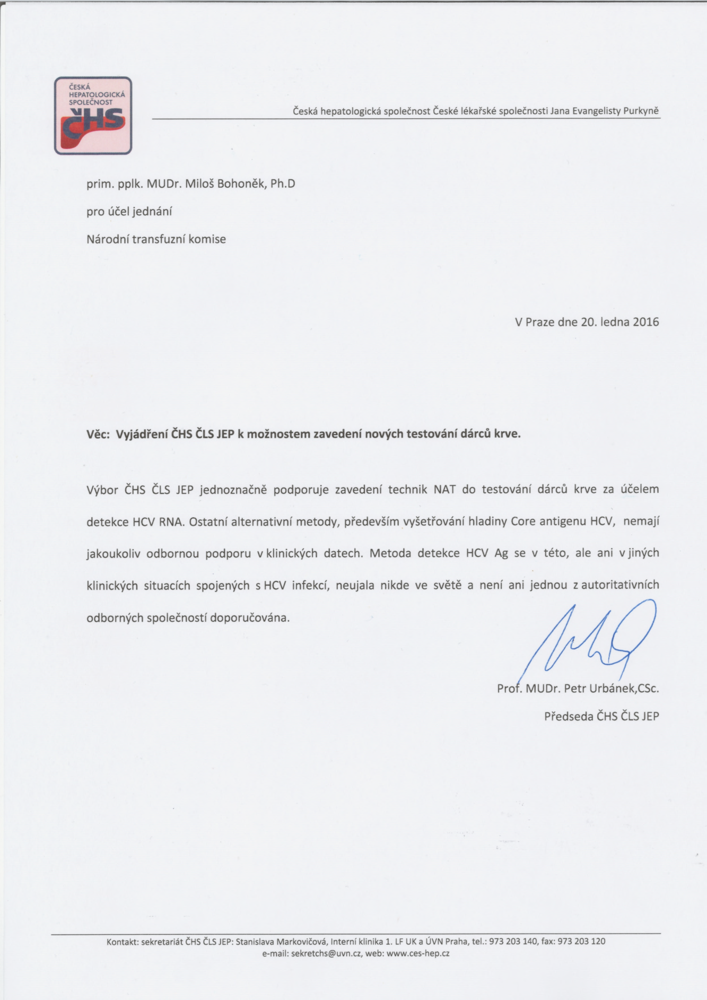 ČESKÁ
HEPATOLOGICKÁ
SPOLEČNOST
ČHS
Česká hepatologická společnost České lékařské společnosti Jana Evangelisty Purkyně
prim. pplk. MUDr. Miloš Bohoněk, Ph.D
pro účel jednání
Národní transfuzní komise
V Praze dne 20. ledna 2016
Věc: Vyjádření ČHS ČLS JEP k možnostem zavedení nových testování dárců krve.
Výbor ČHS ČLS JEP jednoznačně podporuje zavedení technik NAT do testování dárců krve za účelem
detekce HCV RNA. Ostatní alternativní metody, především vyšetřování hladiny Core antigenu HCV, nemají
jakoukoliv odbornou podporu v klinických datech. Metoda detekce HCV Ag se v této, ale ani v jiných
klinických situacích spojených s HCV infekcí, neujala nikde ve světě a není ani jednou z autoritativních
odborných společností doporučována.
Prof. MUDr. Petr Urbánek,CSc.
Předseda ČHS ČLS JEP
Kontakt: sekretariát ČHS ČLS JEP: Stanislava Markovičová, Interní klinika 1. LF UK a ÚVN Praha, tel.: 973 203 140, fax: 973 203 120
e-mail: sekretchs@uvn.cz, web: www.ces-hep.cz